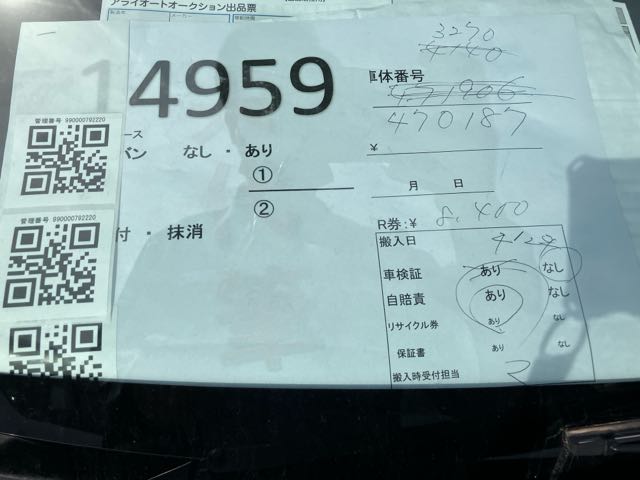 アライオートオークション出品票
3270
4140
14959
車体番号
471906
470187
管理番号 990000792220
ース
バン なし ・ あり
¥
①
月 日
②
管理番号 990000792220
R券:¥ 8,400
付 ・ 抹消
搬入日 4/24
車検証 あり なし
自賠責 あり なし
リサイクル券 あり なし
保証書 あり なし
搬入時受付担当